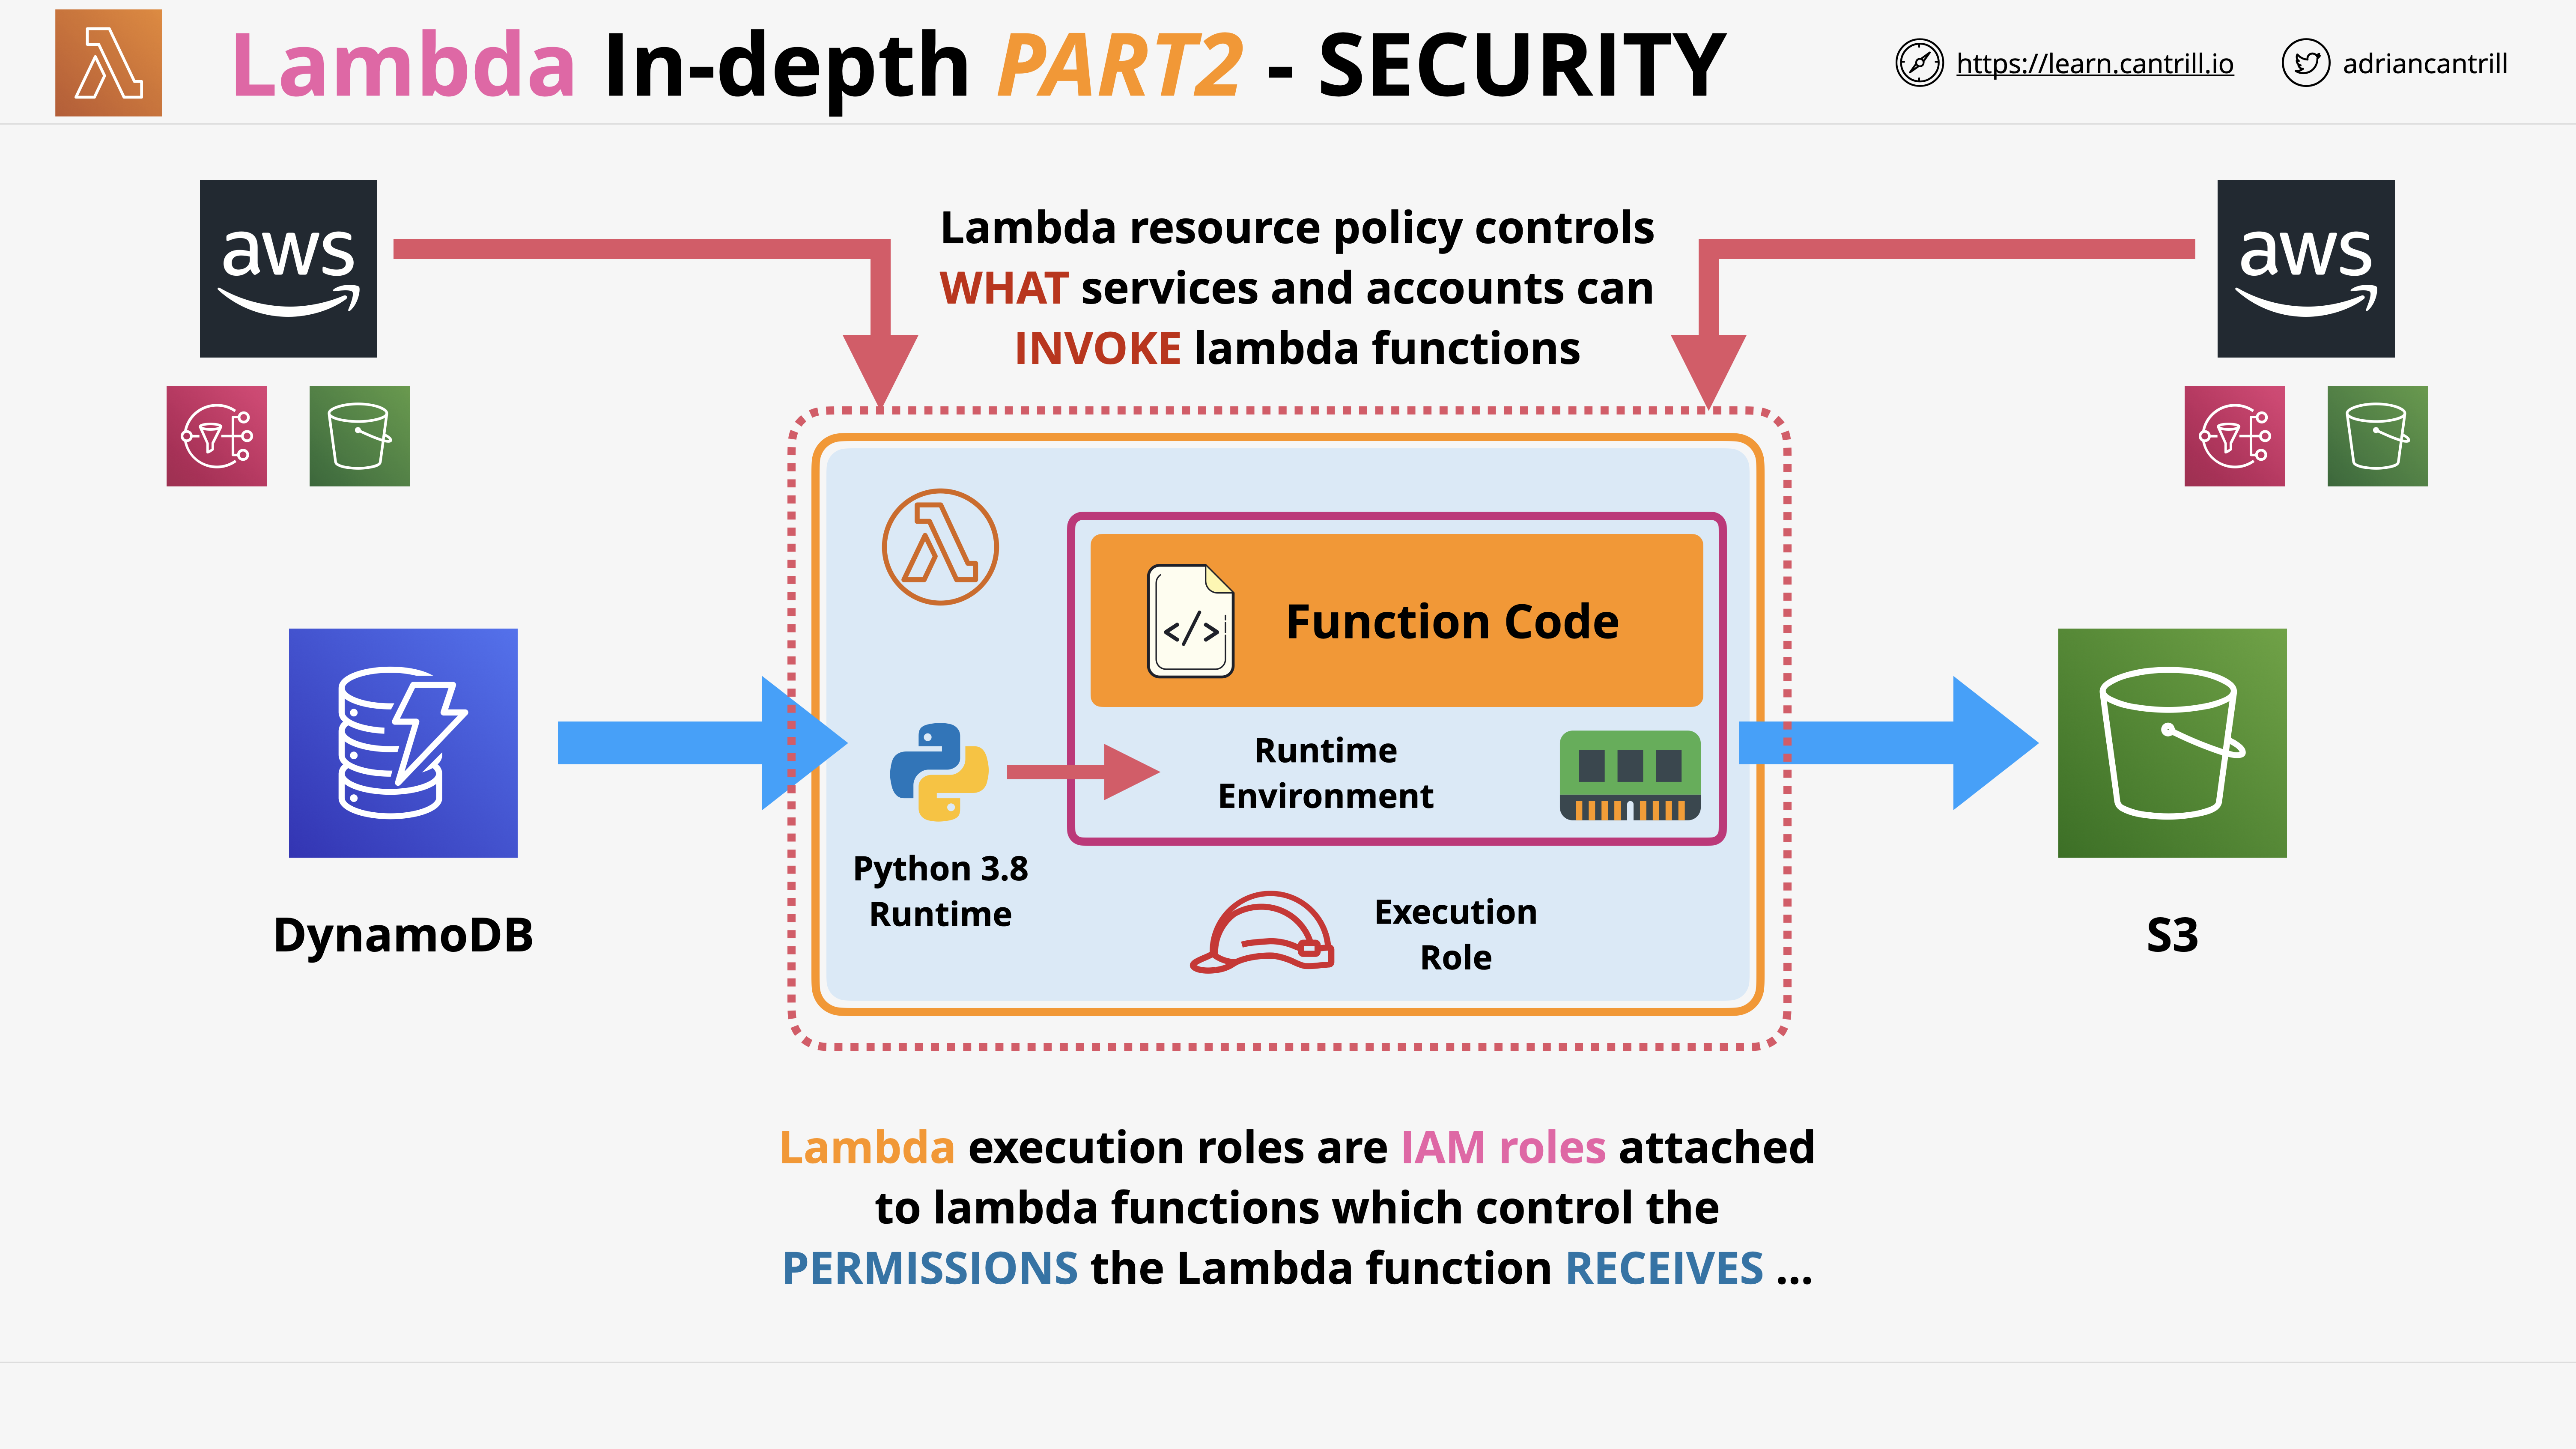 Lambda In-depth PART2 - SECURITY
https://learn.cantrill.io
adriancantrill
aws
aws
Lambda resource policy controls
WHAT services and accounts can
INVOKE lambda functions
</>
Function Code
Runtime
Environment
Python 3.8
Runtime
Execution
Role
DynamoDB
S3
Lambda execution roles are IAM roles attached
to lambda functions which control the
PERMISSIONS the Lambda function RECEIVES ...